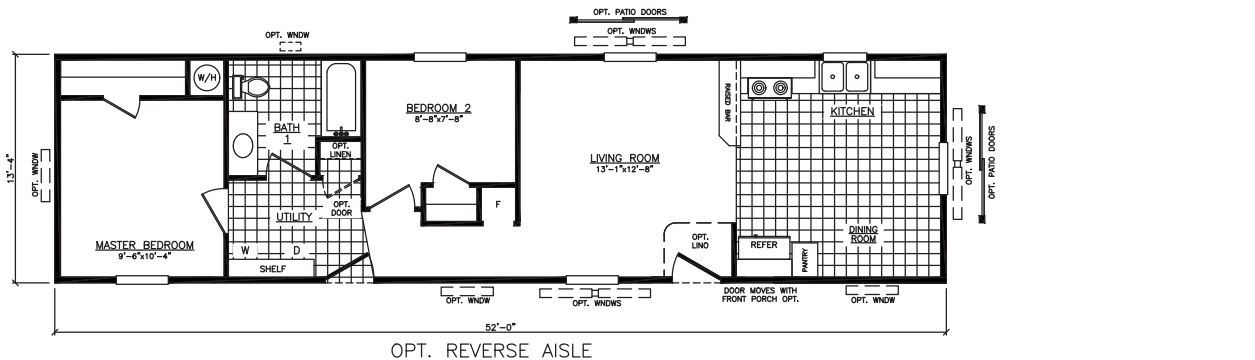 OPT. PATIO DOORS
OPT. WNDW
OPT. WNDWS
W/H
RAISED BAR
KITCHEN
BEDROOM 2
8'-8"x7'-8"
BATH
1
OPT.
LINEN
LIVING ROOM
13'-1"x12'-8"
13'-4"
OPT. WNDW
OPT. WNDWS
OPT. PATIO DOORS
OPT.
DOOR
F
UTILITY
MASTER BEDROOM
9'-6"x10'-4"
W
D
SHELF
OPT.
LINO
REFER
PANTRY
DINING
ROOM
OPT. WNDW
OPT. WNDWS
DOOR MOVES WITH
FRONT PORCH OPT.
OPT. WNDW
52'-0"
OPT. REVERSE AISLE